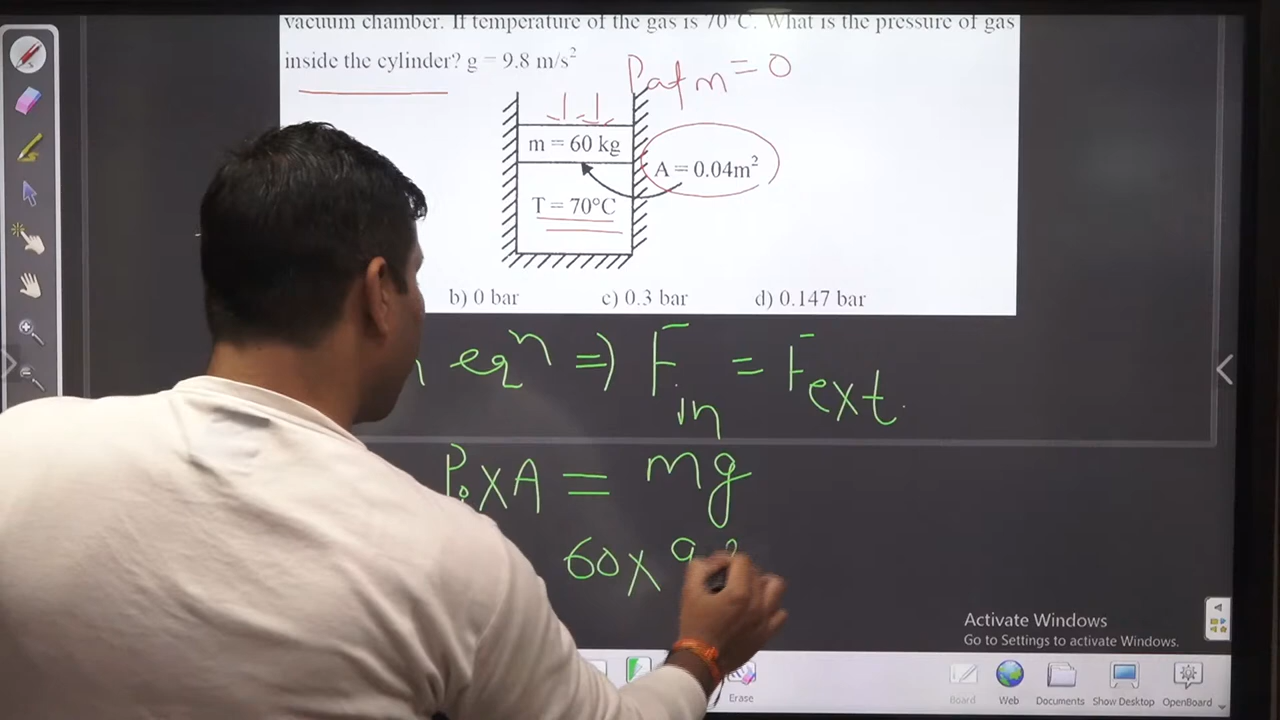 vacuum chamber. If temperature of the gas is 70°C. What is the pressure of gas
inside the cylinder? g = 9.8 m/s²
Patm = 0
m = 60 kg
A = 0.04m²
T = 70°C
b) 0 bar c) 0.3 bar d) 0.147 bar
eqⁿ => Fin = Fext.
P. X A = mg
60 X 9.8
Activate Windows
Go to Settings to activate Windows.
Erase
Board
Web
Documents
Show Desktop
OpenBoard